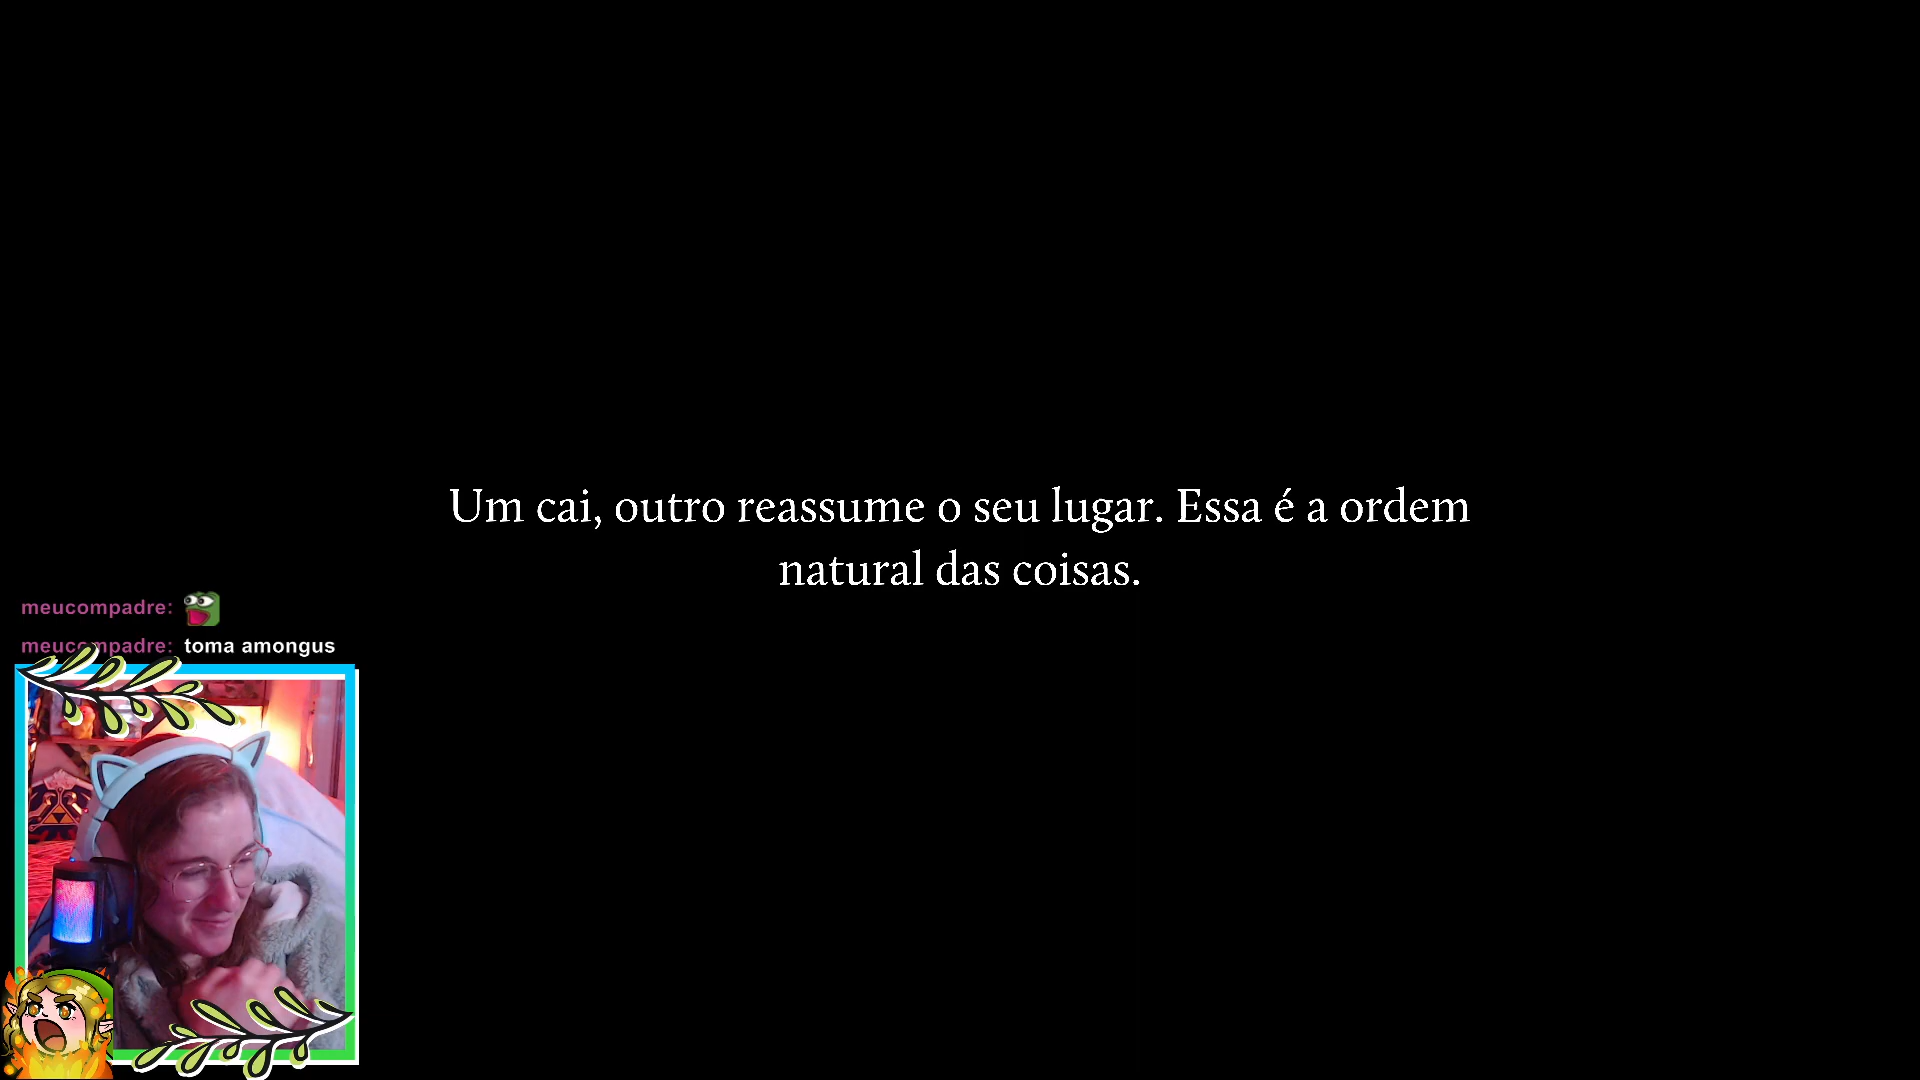 Um cai, outro reassume o seu lugar. Essa é a ordem
natural das coisas.
meucompadre:
meucompadre: toma amongus